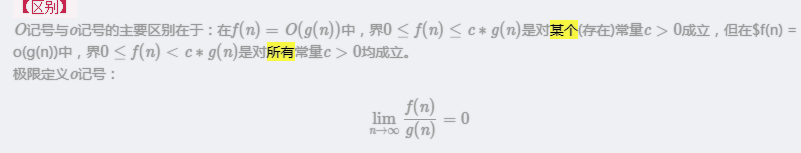 【区别】
O记号与o记号的主要区别在于：在f(n) = O(g(n))中，界0 ≤ f(n) ≤ c ∗ g(n)是对某个(存在)常量c > 0成立，但在$f(n) =
o(g(n))中，界0 ≤ f(n) < c ∗ g(n)是对所有常量c > 0均成立。
极限定义o记号：
lim n→∞ f(n)/g(n) = 0